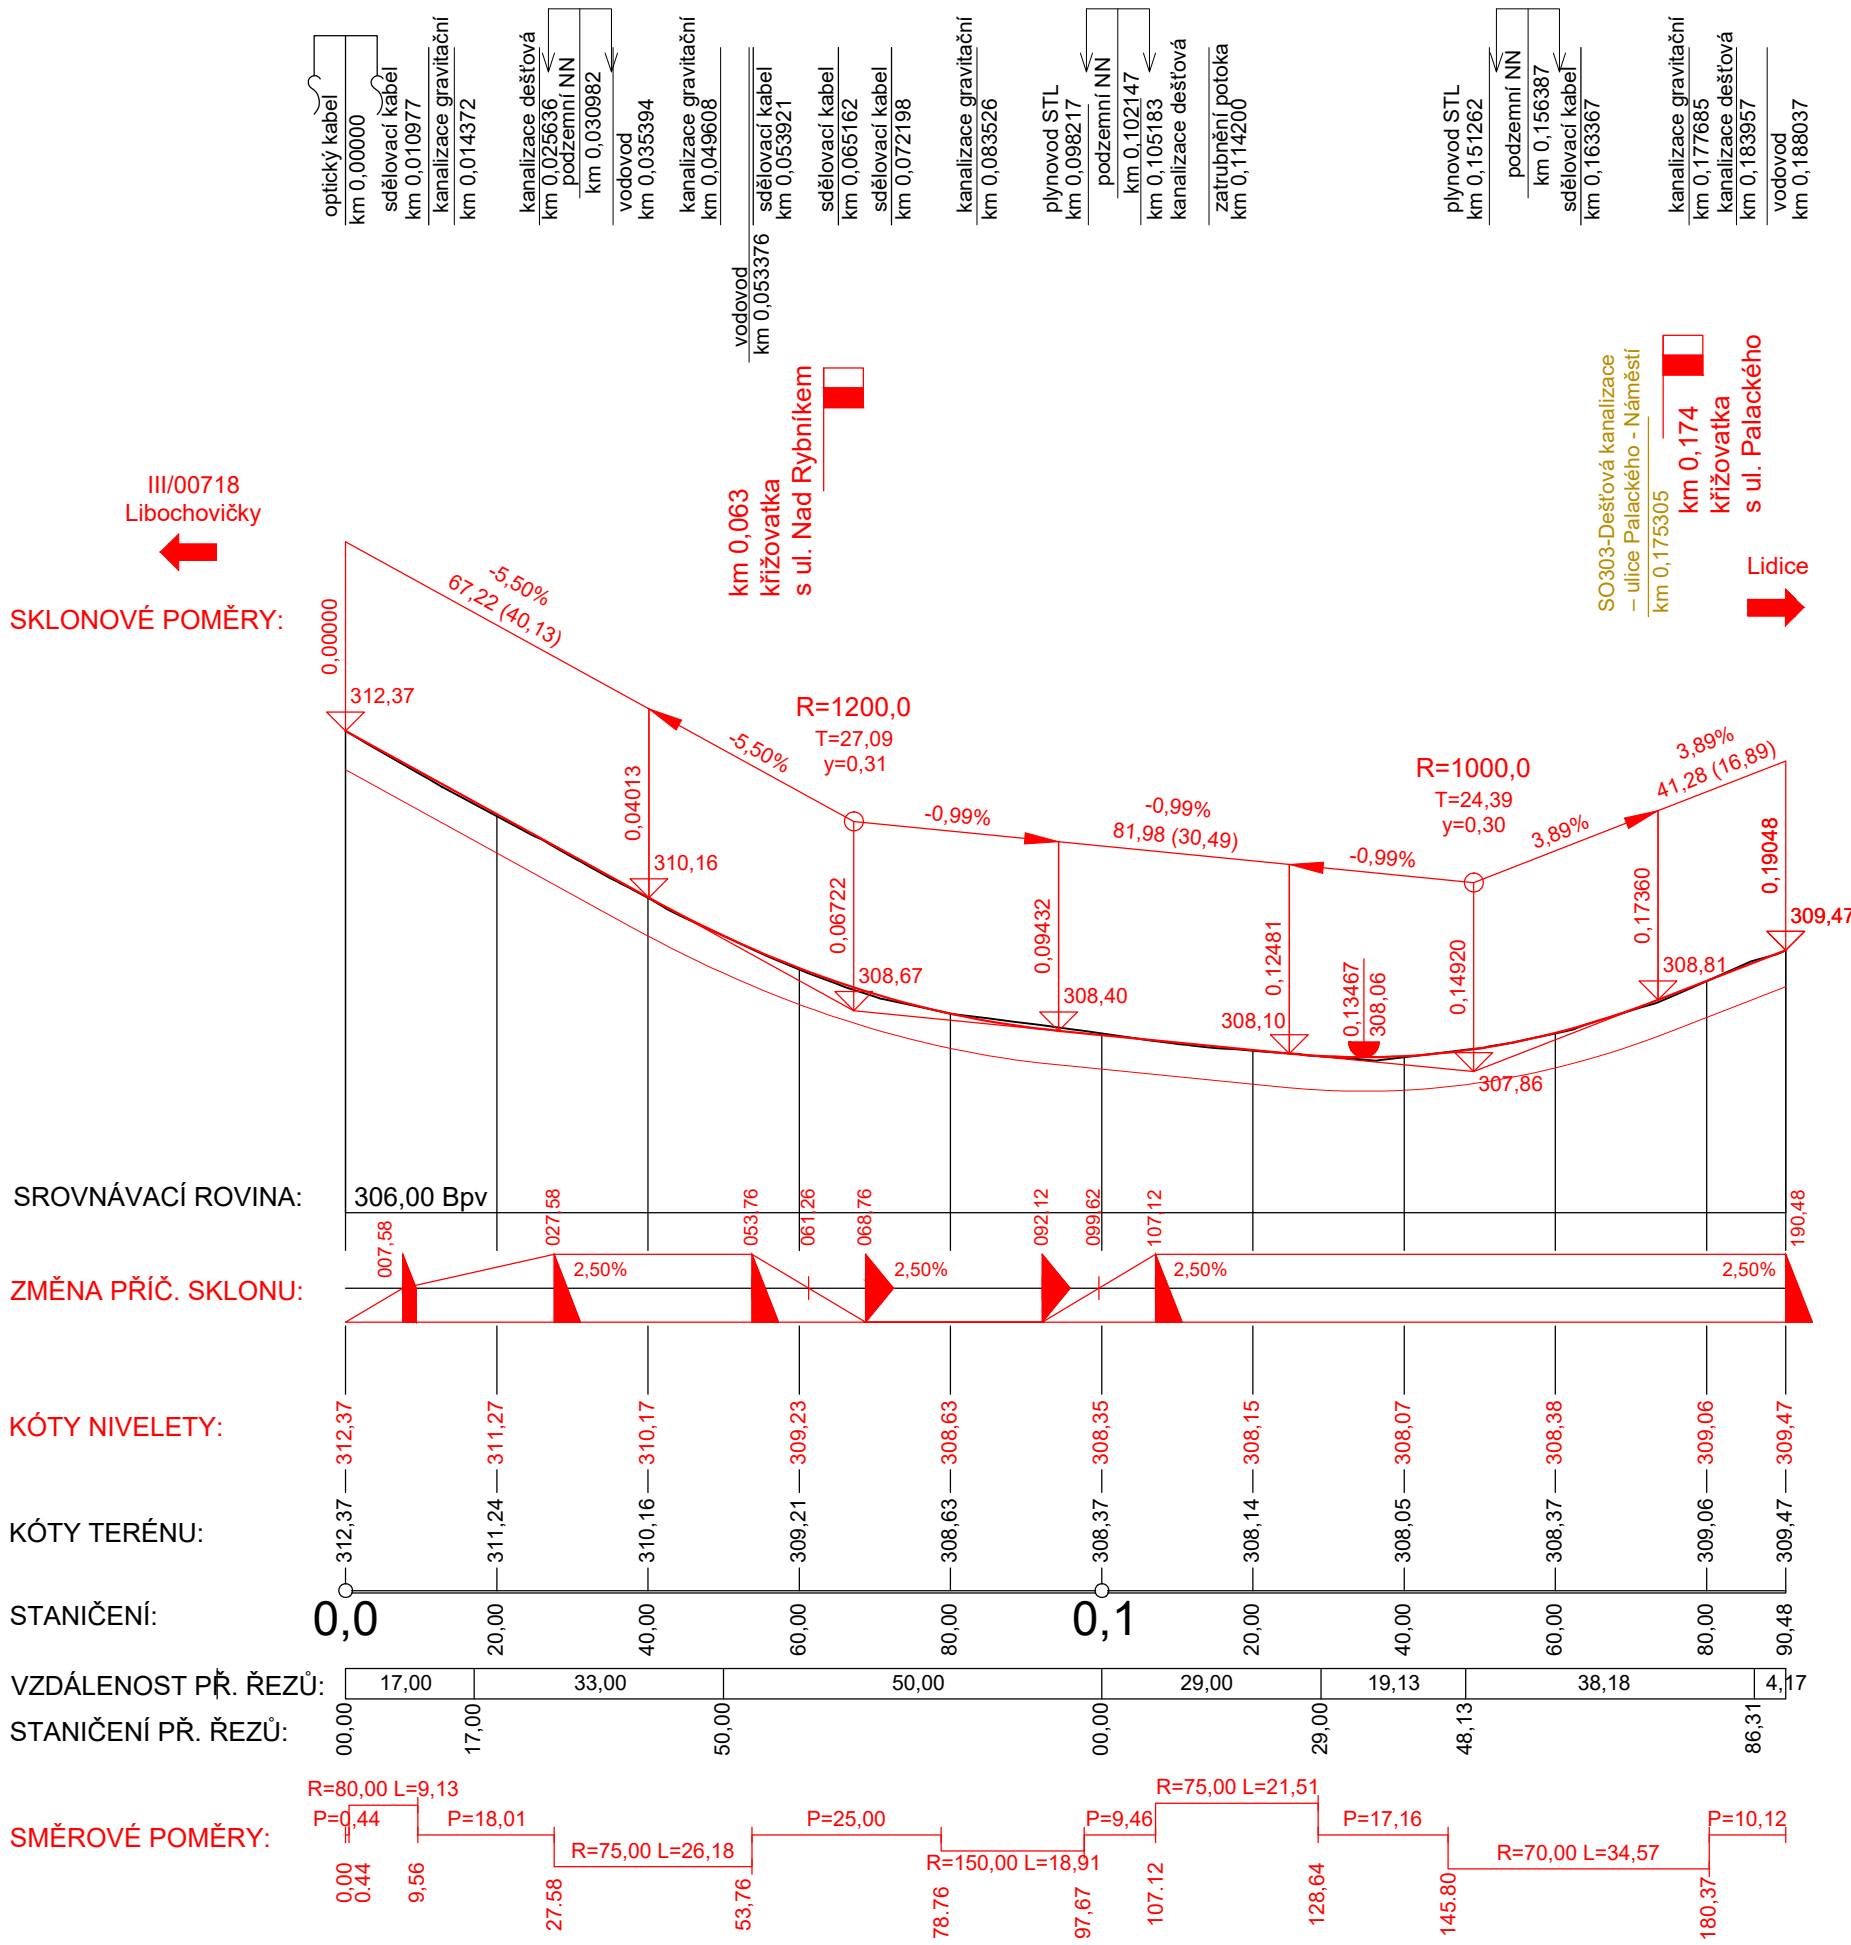 optický kabel
km 0,00000
sdělovací kabel
km 0,010977
kanalizace gravitační
km 0,014372
kanalizace dešťová
km 0,025636
podzemní NN
km 0,030982
vodovod
km 0,035394
kanalizace gravitační
km 0,049608
vodovod
km 0,053376
sdělovací kabel
km 0,053921
sdělovací kabel
km 0,065162
sdělovací kabel
km 0,072198
kanalizace gravitační
km 0,083526
plynovod STL
km 0,098217
podzemní NN
km 0,102147
km 0,105183
kanalizace dešťová
zatrubnění potoka
km 0,114200
plynovod STL
km 0,151262
podzemní NN
km 0,156387
sdělovací kabel
km 0,163367
kanalizace gravitační
km 0,177685
kanalizace dešťová
km 0,183957
vodovod
km 0,188037
km 0,063
křižovatka
s ul. Nad Rybníkem
SO303-Dešťová kanalizace
– ulice Palackého - Náměstí
km 0,175305
km 0,174
křižovatka
s ul. Palackého
III/00718
Libochovičky
Lidice
SKLONOVÉ POMĚRY:
0,00000
312,37
-5,50%
67,22 (40,13)
0,04013
310,16
-5,50%
R=1200,0
T=27,09
y=0,31
0,06722
308,67
-0,99%
0,09432
308,40
-0,99%
81,98 (30,49)
0,12481
308,10
-0,99%
0,13467
308,06
R=1000,0
T=24,39
y=0,30
0,14920
307,86
3,89%
0,17360
308,81
3,89%
41,28 (16,89)
0,19048
309,47
SROVNÁVACÍ ROVINA:
306,00 Bpv
ZMĚNA PŘÍČ. SKLONU:
007,58
027,58
2,50%
053,76
061,26
068,76
2,50%
092,12
099,62
107,12
2,50%
2,50%
190,48
KÓTY NIVELETY:
312,37
311,27
310,17
309,23
308,63
308,35
308,15
308,07
308,38
309,06
309,47
KÓTY TERÉNU:
312,37
311,24
310,16
309,21
308,63
308,37
308,14
308,05
308,37
309,06
309,47
STANIČENÍ:
0,0
20,00
40,00
60,00
80,00
0,1
20,00
40,00
60,00
80,00
90,48
VZDÁLENOST PŘ. ŘEZŮ:
17,00
33,00
50,00
29,00
19,13
38,18
4,17
STANIČENÍ PŘ. ŘEZŮ:
00,00
17,00
50,00
00,00
29,00
48,13
86,31
SMĚROVÉ POMĚRY:
P=0,44
R=80,00 L=9,13
P=18,01
R=75,00 L=26,18
P=25,00
R=150,00 L=18,91
P=9,46
R=75,00 L=21,51
P=17,16
R=70,00 L=34,57
P=10,12
0,00
0.44
9,56
27.58
53,76
78.76
97,67
107.12
128,64
145.80
180,37